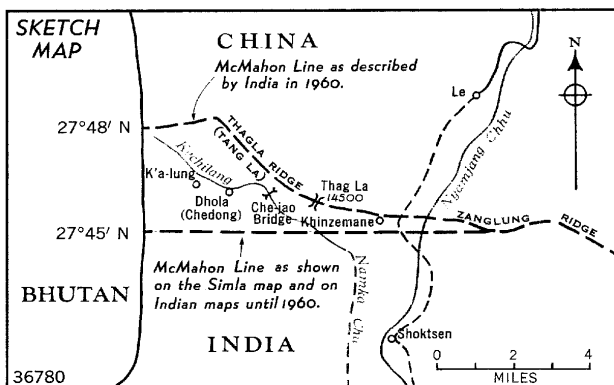 SKETCH
MAP
CHINA
McMahon Line as described
by India in 1960.
N
Le
27°48' N
THAGLA RIDGE
(TANG LA)
Nyamjang Chhu
K'echilang
K'a-lung
Dhola
(Chedong)
Che-jao
Bridge
Thag La
14500
Khinzemane
ZANGLUNG RIDGE
27°45' N
McMahon Line as shown
on the Simla map and on
Indian maps until 1960.
Namka Chu
BHUTAN
INDIA
Shoktsen
0 2 4
MILES
36780